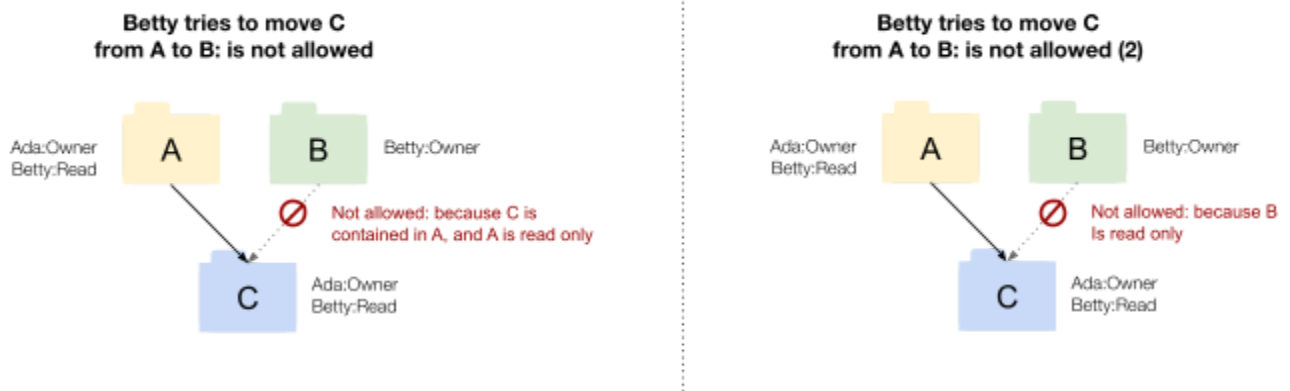 Betty tries to move C
from A to B: is not allowed
Ada:Owner
Betty:Read
A
B
Betty:Owner
Not allowed: because C is
contained in A, and A is read only
C
Ada:Owner
Betty:Read
Betty tries to move C
from A to B: is not allowed (2)
Ada:Owner
Betty:Read
A
B
Betty:Owner
Not allowed: because B
Is read only
C
Ada:Owner
Betty:Read